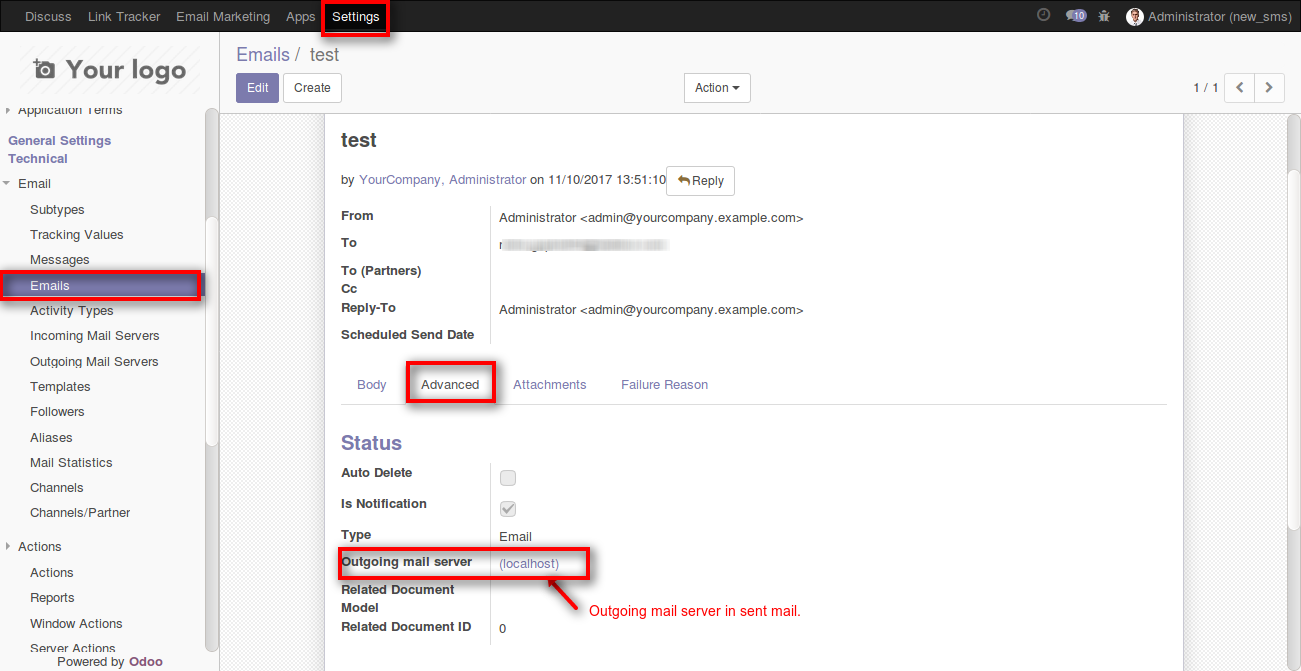 Discuss Link Tracker Email Marketing Apps Settings 10 Administrator (new_sms)
Your logo
Emails / test
Edit Create Action 1 / 1
Application Terms
General Settings
Technical
Email
Subtypes
Tracking Values
Messages
Emails
Activity Types
Incoming Mail Servers
Outgoing Mail Servers
Templates
Followers
Aliases
Mail Statistics
Channels
Channels/Partner
Actions
Actions
Reports
Window Actions
Server Actions
Powered by Odoo
test
by YourCompany, Administrator on 11/10/2017 13:51:10 Reply
From Administrator <admin@yourcompany.example.com>
To
To (Partners)
Cc
Reply-To Administrator <admin@yourcompany.example.com>
Scheduled Send Date
Body Advanced Attachments Failure Reason
Status
Auto Delete
Is Notification
Type Email
Outgoing mail server (localhost)
Outgoing mail server in sent mail.
Related Document
Model
Related Document ID 0